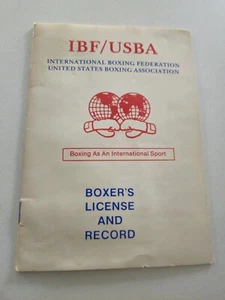 IBF/USBA
INTERNATIONAL BOXING FEDERATION
UNITED STATES BOXING ASSOCIATION
Boxing As An International Sport
BOXER'S
LICENSE
AND
RECORD